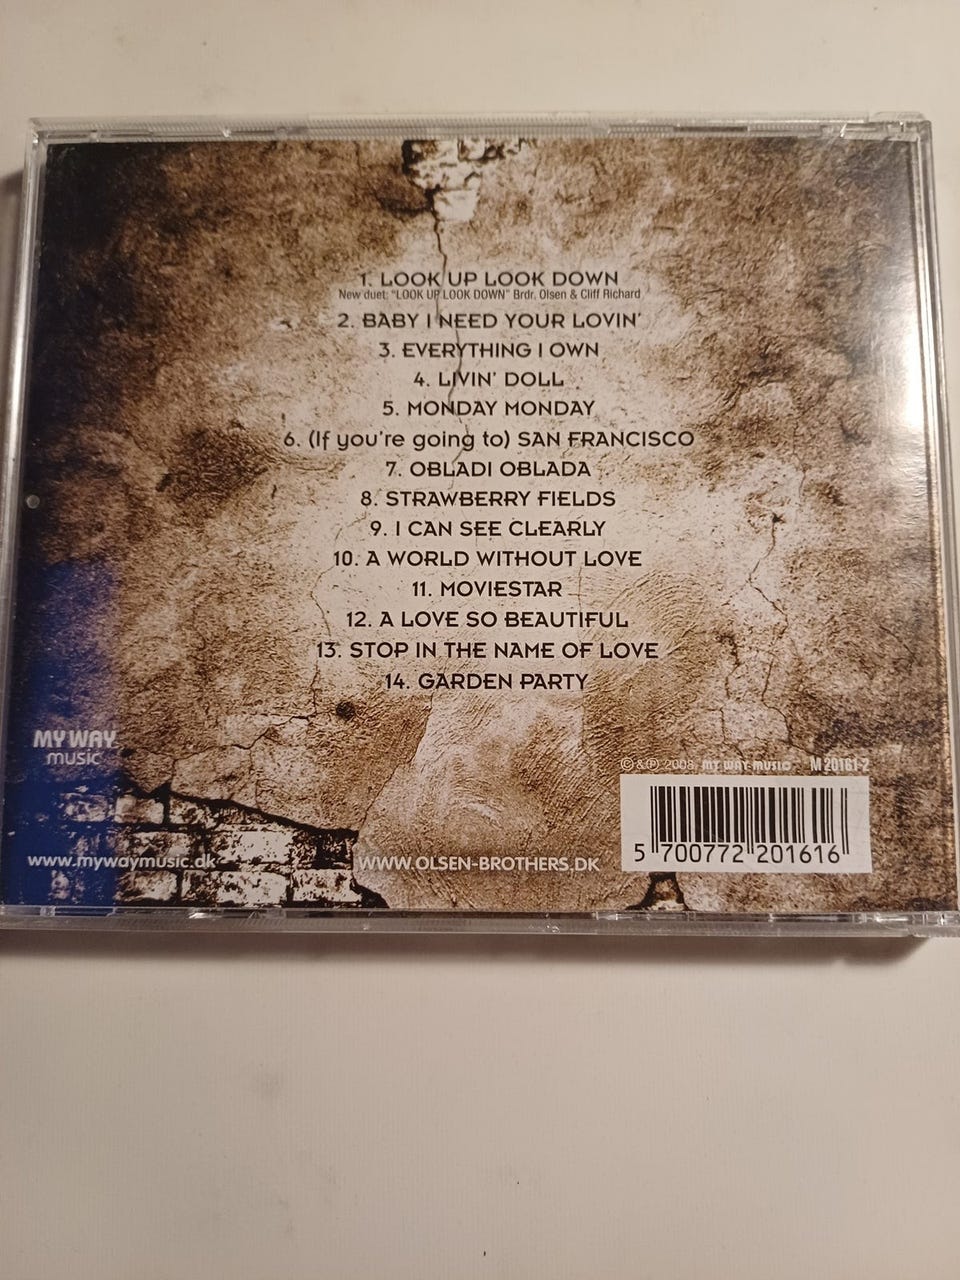 1. LOOK UP LOOK DOWN
New duet: "LOOK UP LOOK DOWN" Brdr. Olsen & Cliff Richard
2. BABY I NEED YOUR LOVIN'
3. EVERYTHING I OWN
4. LIVIN' DOLL
5. MONDAY MONDAY
6. (If you're going to) SAN FRANCISCO
7. OBLADI OBLADA
8. STRAWBERRY FIELDS
9. I CAN SEE CLEARLY
10. A WORLD WITHOUT LOVE
11. MOVIESTAR
12. A LOVE SO BEAUTIFUL
13. STOP IN THE NAME OF LOVE
14. GARDEN PARTY
MY WAY
music
© & ℗ 2008 MY WAY MUSIC M 20161-2
www.mywaymusic.dk
WWW.OLSEN-BROTHERS.DK
5 700772 201616